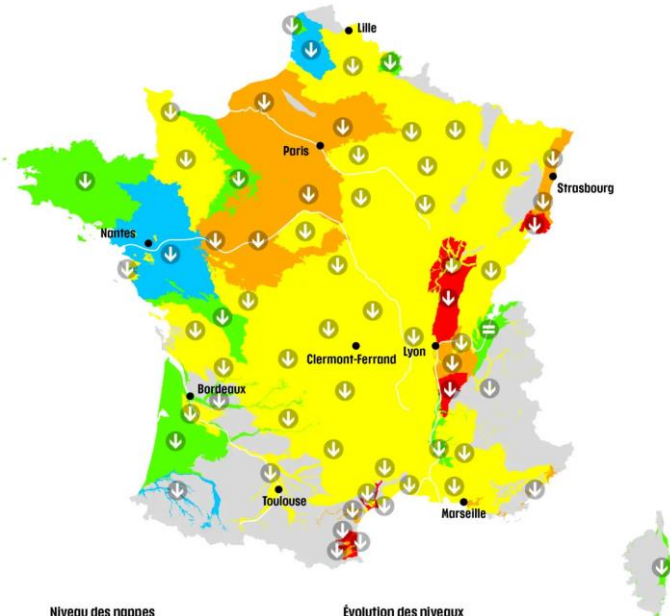 Lille
Paris
Strasbourg
Nantes
Clermont-Ferrand
Lyon
Bordeaux
Toulouse
Marseille
Niveau des nappes
Évolution des niveaux